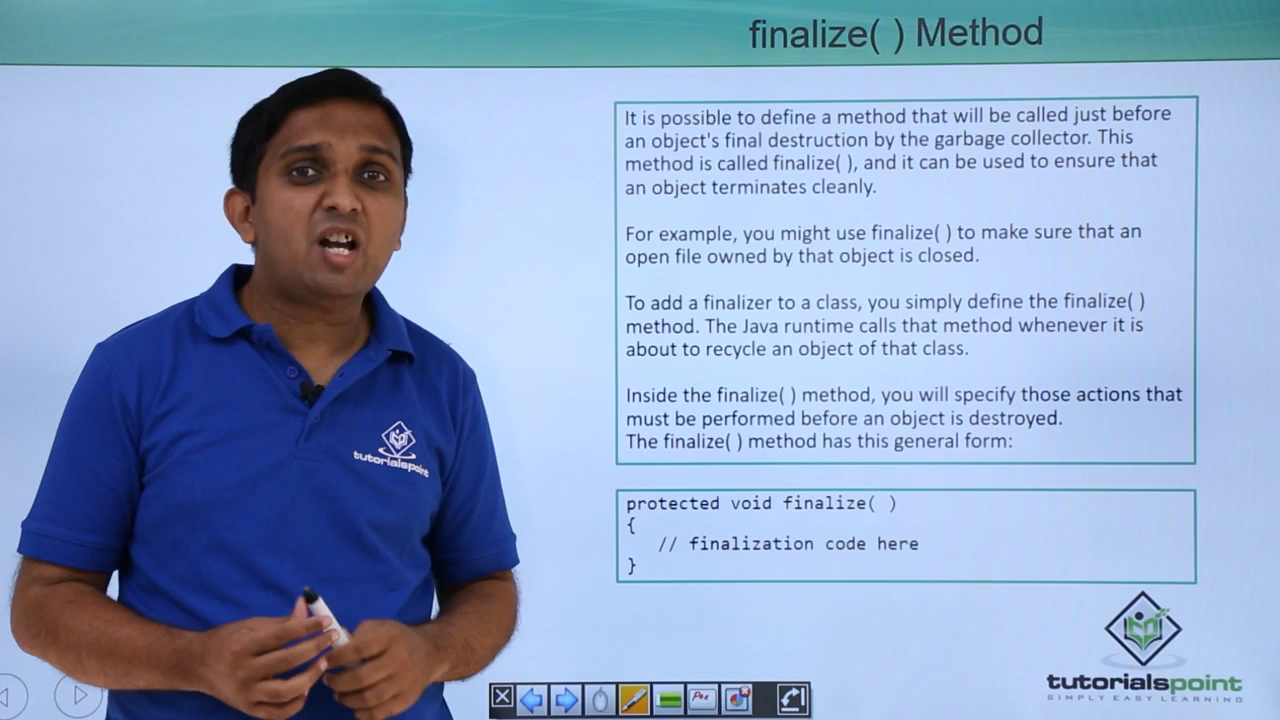 finalize( ) Method
It is possible to define a method that will be called just before
an object's final destruction by the garbage collector. This
method is called finalize( ), and it can be used to ensure that
an object terminates cleanly.
For example, you might use finalize( ) to make sure that an
open file owned by that object is closed.
To add a finalizer to a class, you simply define the finalize( )
method. The Java runtime calls that method whenever it is
about to recycle an object of that class.
Inside the finalize( ) method, you will specify those actions that
must be performed before an object is destroyed.
The finalize( ) method has this general form:
protected void finalize( )
{
// finalization code here
}
tutorialspoint
tutorialspoint
SIMPLY EASY LEARNING